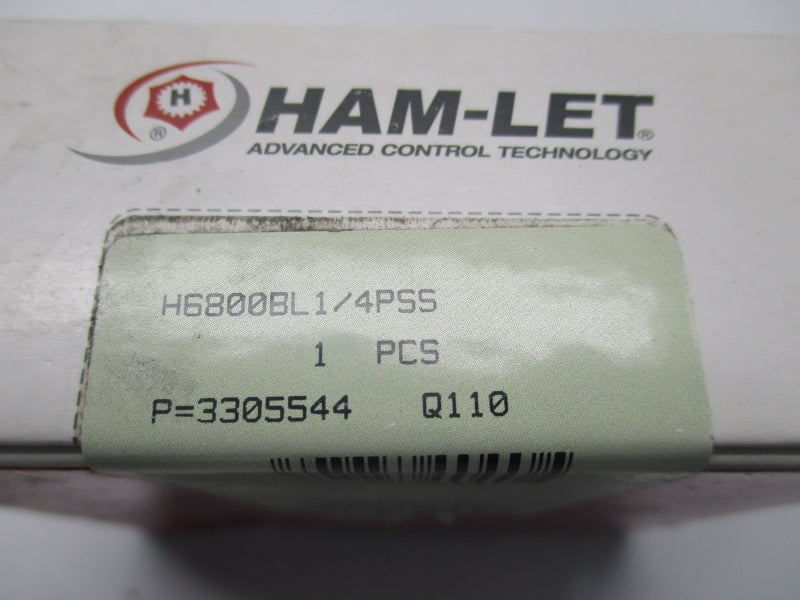 H
®
HAM-LET®
ADVANCED CONTROL TECHNOLOGY
H6800BL1/4PSS
1 PCS
P=3305544 Q110